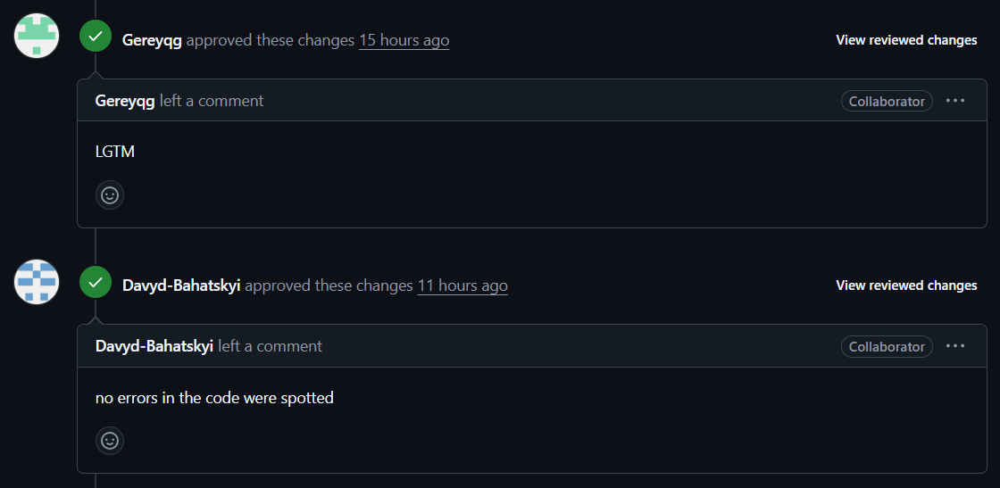 Gereyqg approved these changes 15 hours ago View reviewed changes
Gereyqg left a comment Collaborator ...
LGTM
Davyd-Bahatskyi approved these changes 11 hours ago View reviewed changes
Davyd-Bahatskyi left a comment Collaborator ...
no errors in the code were spotted